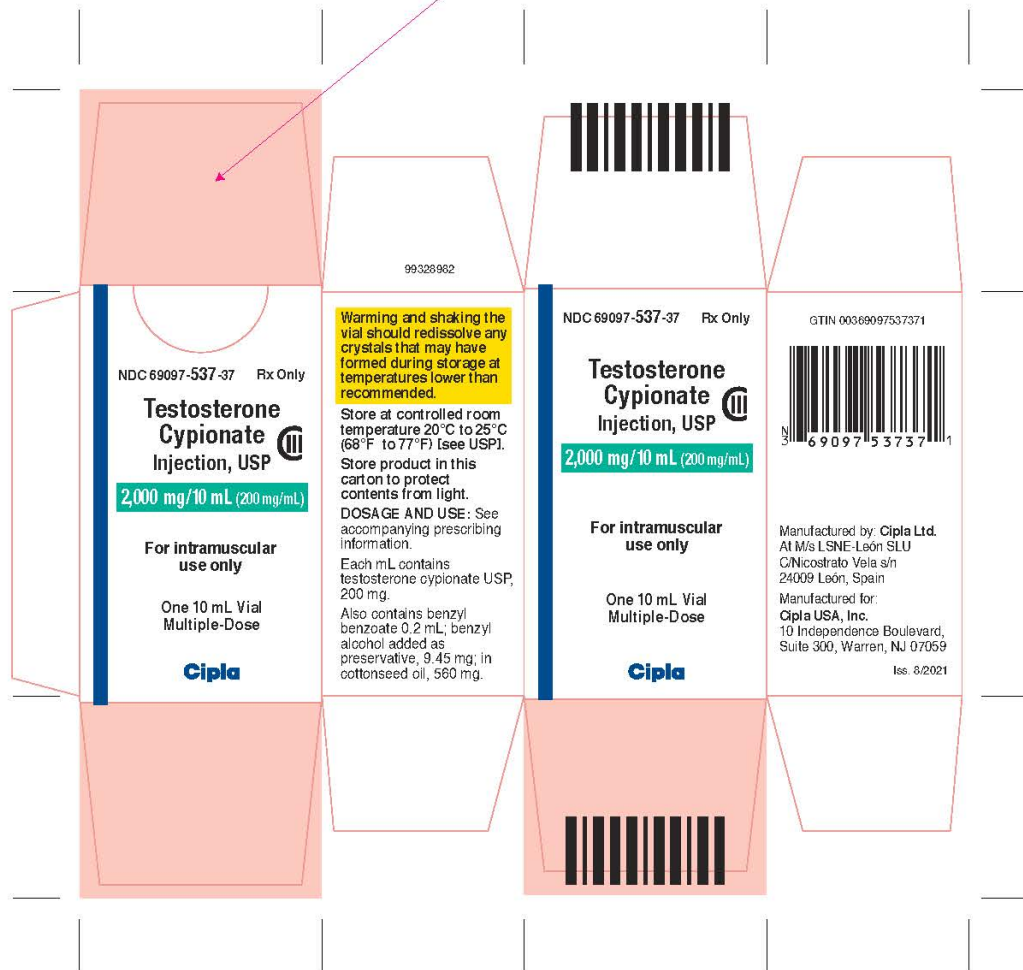 99328982
NDC 69097-537-37 Rx Only
Testosterone
Cypionate
CIII
Injection, USP
2,000 mg/10 mL (200 mg/mL)
For intramuscular
use only
One 10 mL Vial
Multiple-Dose
Cipla
Warming and shaking the
vial should redissolve any
crystals that may have
formed during storage at
temperatures lower than
recommended.
Store at controlled room
temperature 20°C to 25°C
(68°F to 77°F) [see USP].
Store product in this
carton to protect
contents from light.
DOSAGE AND USE: See
accompanying prescribing
information.
Each mL contains
testosterone cypionate USP,
200 mg.
Also contains benzyl
benzoate 0.2 mL; benzyl
alcohol added as
preservative, 9.45 mg; in
cottonseed oil, 560 mg.
NDC 69097-537-37 Rx Only
Testosterone
Cypionate
CIII
Injection, USP
2,000 mg/10 mL (200 mg/mL)
For intramuscular
use only
One 10 mL Vial
Multiple-Dose
Cipla
GTIN 00369097537371
N
3 69097 53737 1
Manufactured by: Cipla Ltd.
At M/s LSNE-León SLU
C/Nicostrato Vela s/n
24009 León, Spain
Manufactured for:
Cipla USA, Inc.
10 Independence Boulevard,
Suite 300, Warren, NJ 07059
Iss. 8/2021